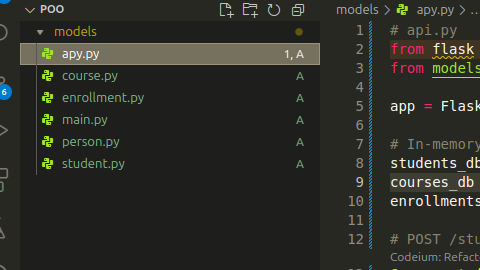 POO
models
apy.py 1, A
course.py A
enrollment.py A
main.py A
person.py A
student.py A
6
models > apy.py > ...
1 # api.py
2 from flask
3 from models
4
5 app = Flask
6
7 # In-memory
8 students_db
9 courses_db
10 enrollments
11
12 # POST /stu
Codeium: Refact